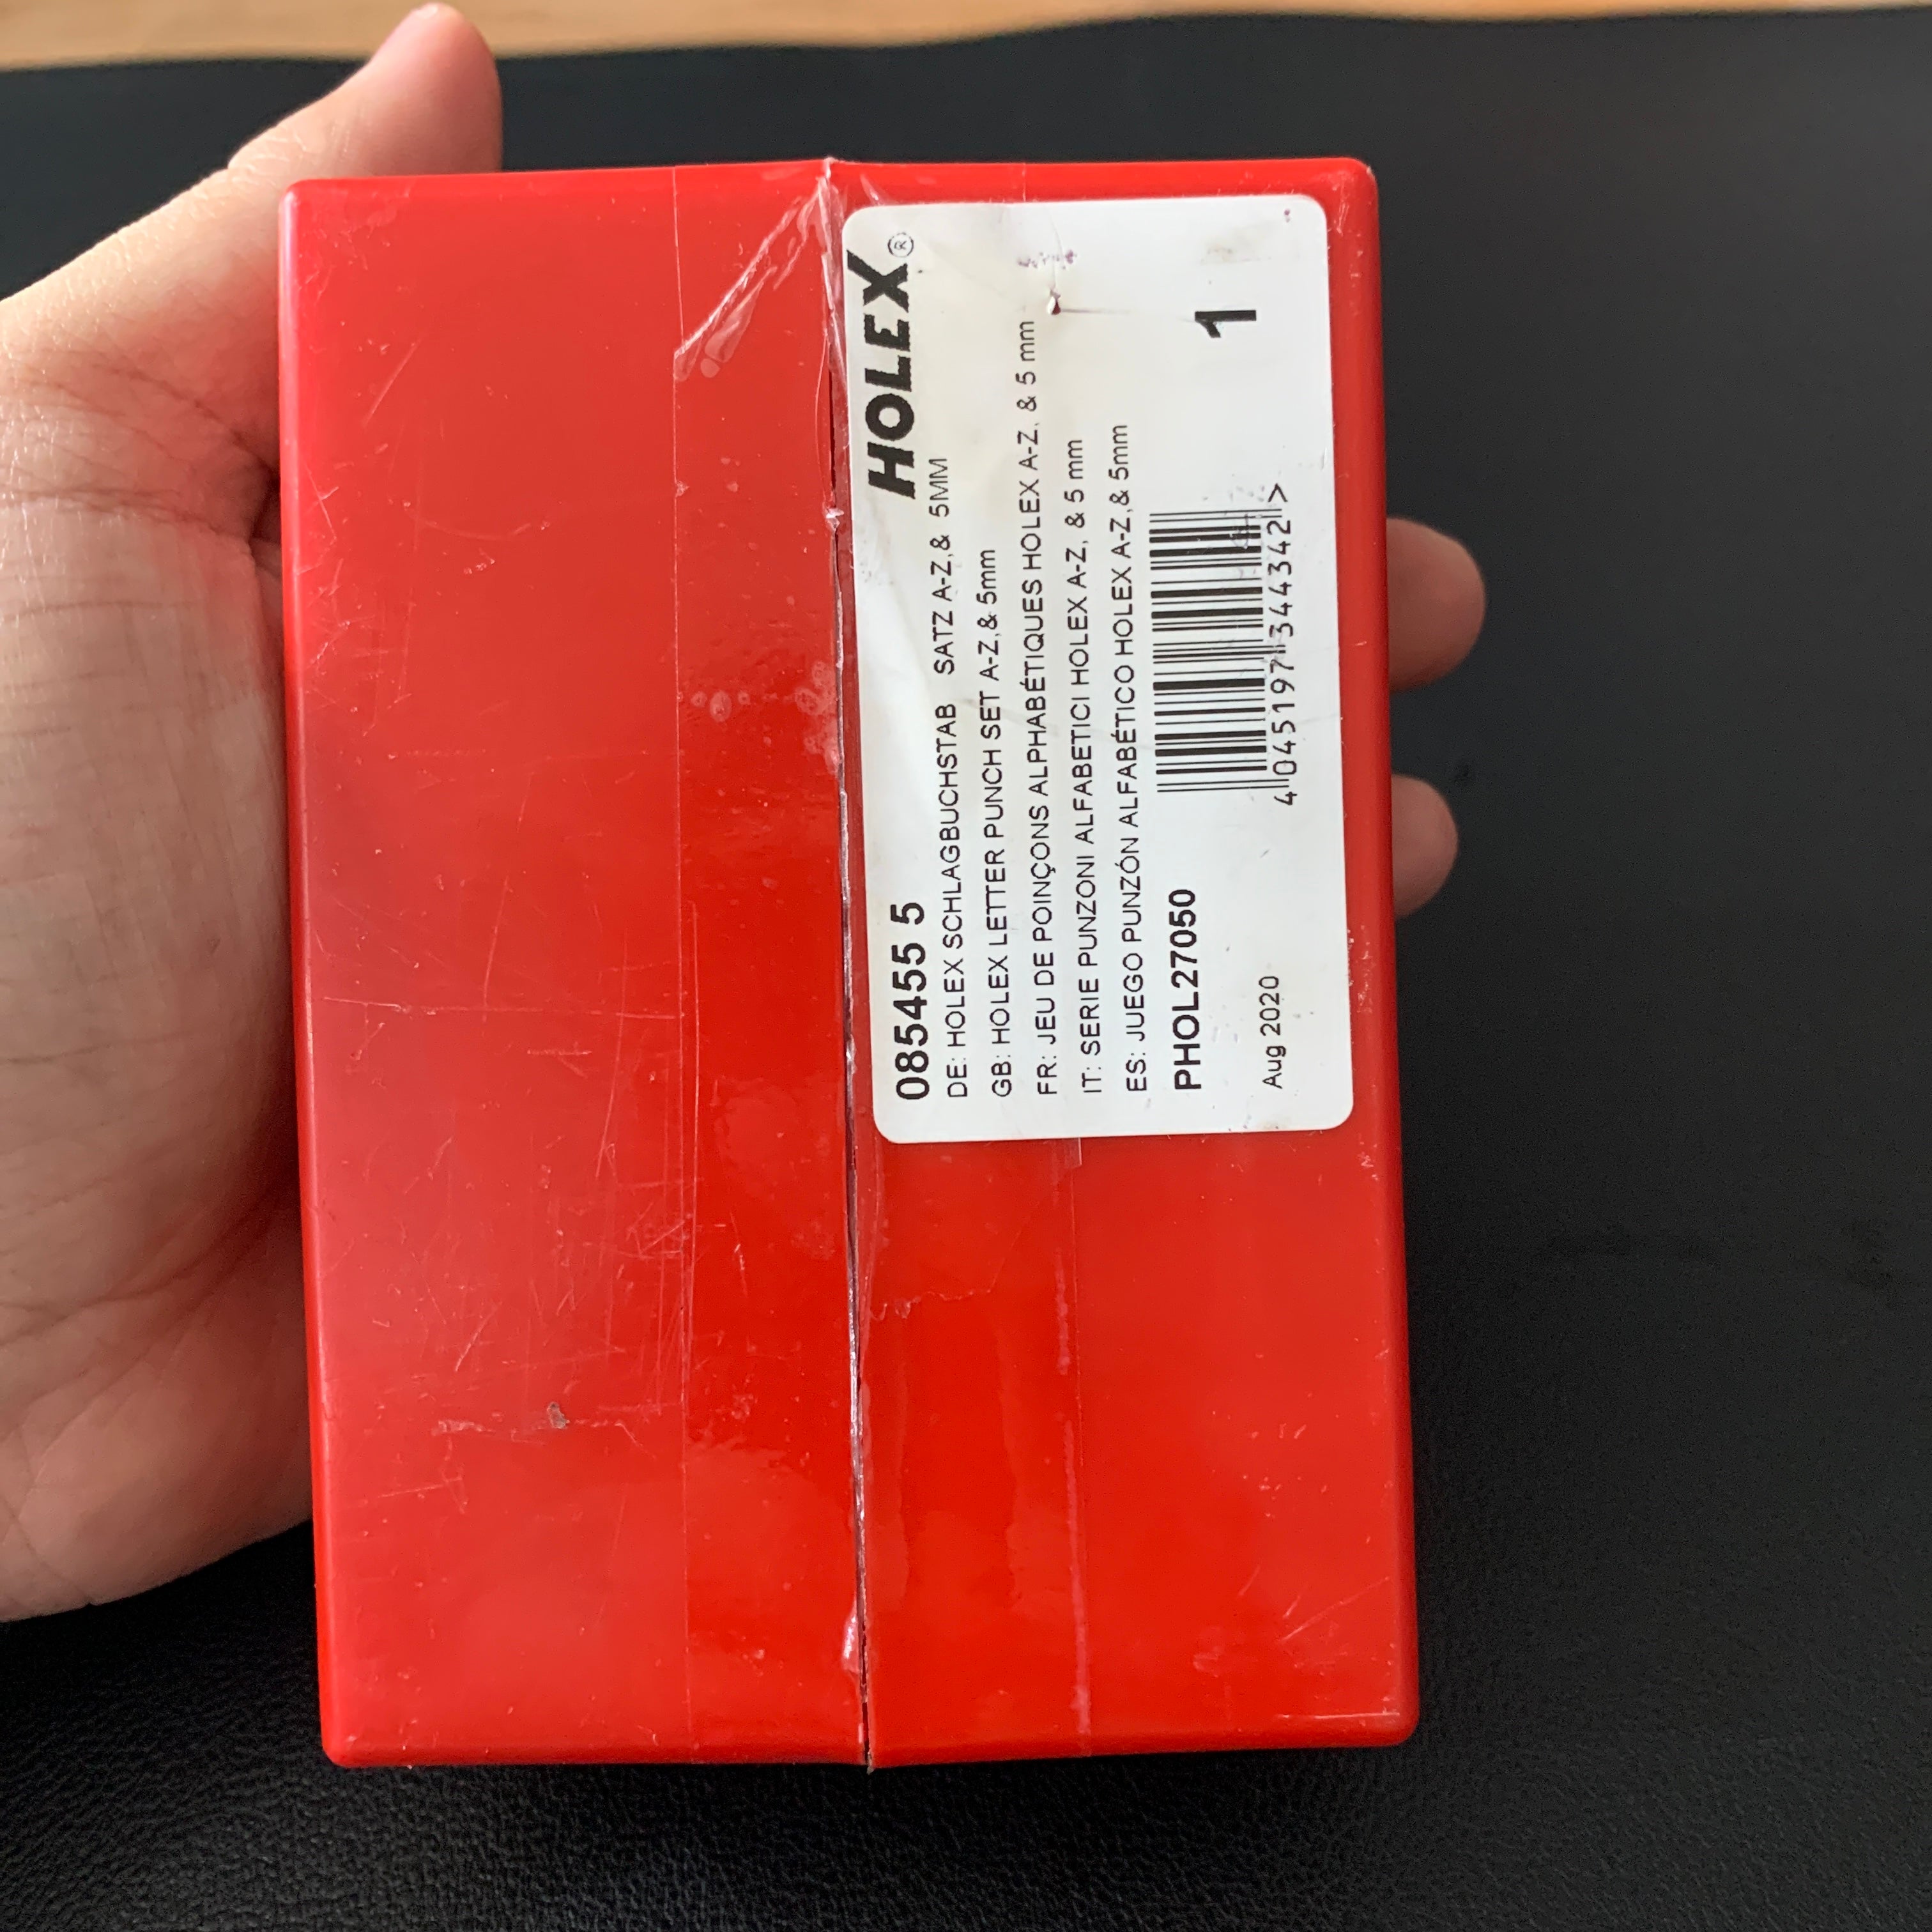 HOLEX®
085455 5
DE: HOLEX SCHLAGBUCHSTAB SATZ A-Z,& 5MM
GB: HOLEX LETTER PUNCH SET A-Z,& 5mm
FR: JEU DE POINÇONS ALPHABÉTIQUES HOLEX A-Z, & 5 mm
IT: SERIE PUNZONI ALFABETICI HOLEX A-Z, & 5 mm
ES: JUEGO PUNZÓN ALFABÉTICO HOLEX A-Z,& 5mm
PHOL27050
1
Aug 2020
4 045197 344342 >